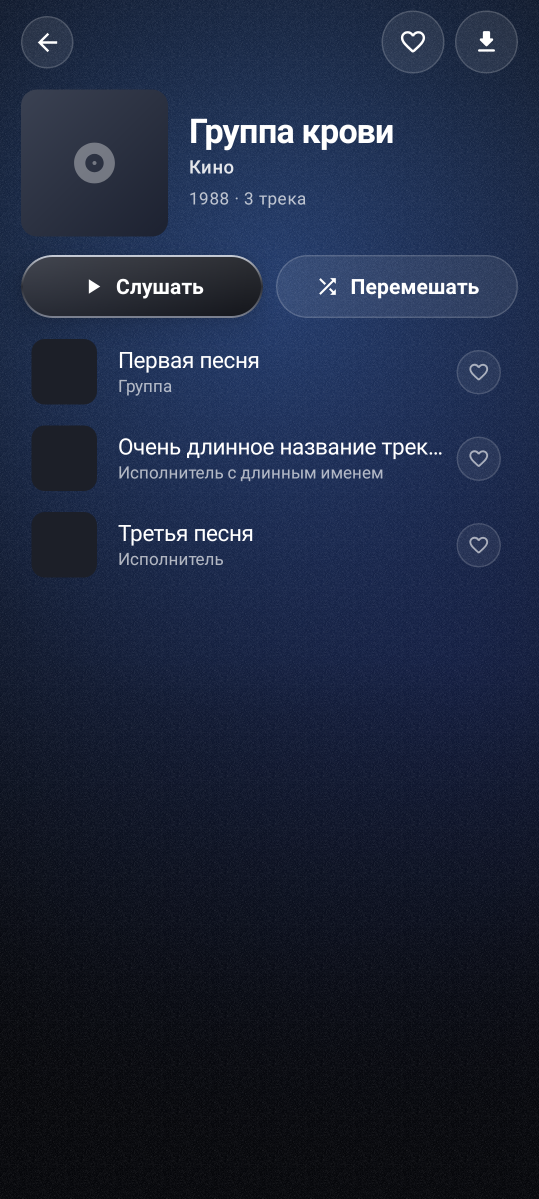 Группа крови
Кино
1988 · 3 трека
Слушать
Перемешать
Первая песня
Группа
Очень длинное название трек...
Исполнитель с длинным именем
Третья песня
Исполнитель